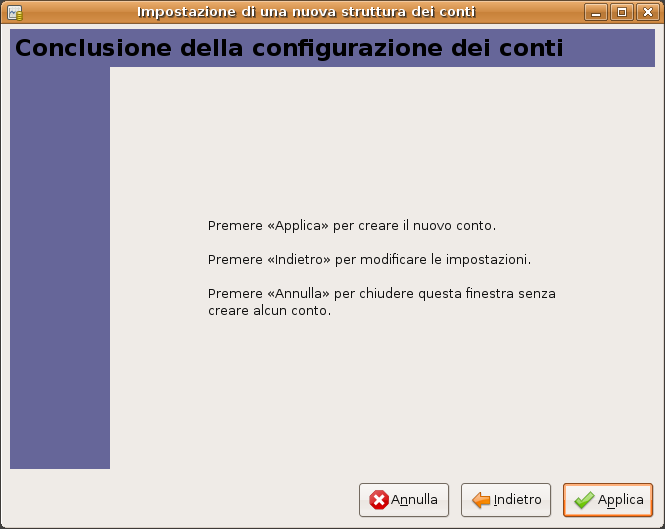 Impostazione di una nuova struttura dei conti
Conclusione della configurazione dei conti
Premere «Applica» per creare il nuovo conto.
Premere «Indietro» per modificare le impostazioni.
Premere «Annulla» per chiudere questa finestra senza
creare alcun conto.
Annulla
Indietro
Applica